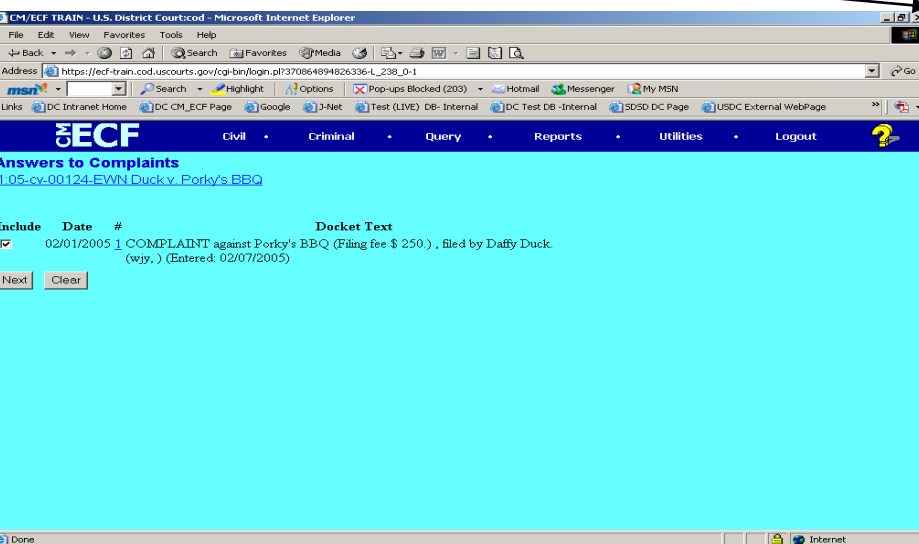 CM/ECF TRAIN - U.S. District Court:cod - Microsoft Internet Explorer
File Edit View Favorites Tools Help
Back Search Favorites Media
Address https://ecf-train.cod.uscourts.gov/cgi-bin/login.pl?370864894826336-L_238_0-1 Go
msn Search Highlight Options Pop-ups Blocked (203) Hotmail Messenger My MSN
Links DC Intranet Home DC CM_ECF Page Google J-Net Test (LIVE) DB- Internal DC Test DB -Internal SDSD DC Page USDC External WebPage »
CM ECF Civil • Criminal • Query • Reports • Utilities • Logout ?
Answers to Complaints
1:05-cv-00124-EWN Duck v. Porky's BBQ
Include Date # Docket Text
02/01/2005 1 COMPLAINT against Porky's BBQ (Filing fee $ 250.) , filed by Daffy Duck.
(wjy, ) (Entered: 02/07/2005)
Next Clear
Done Internet